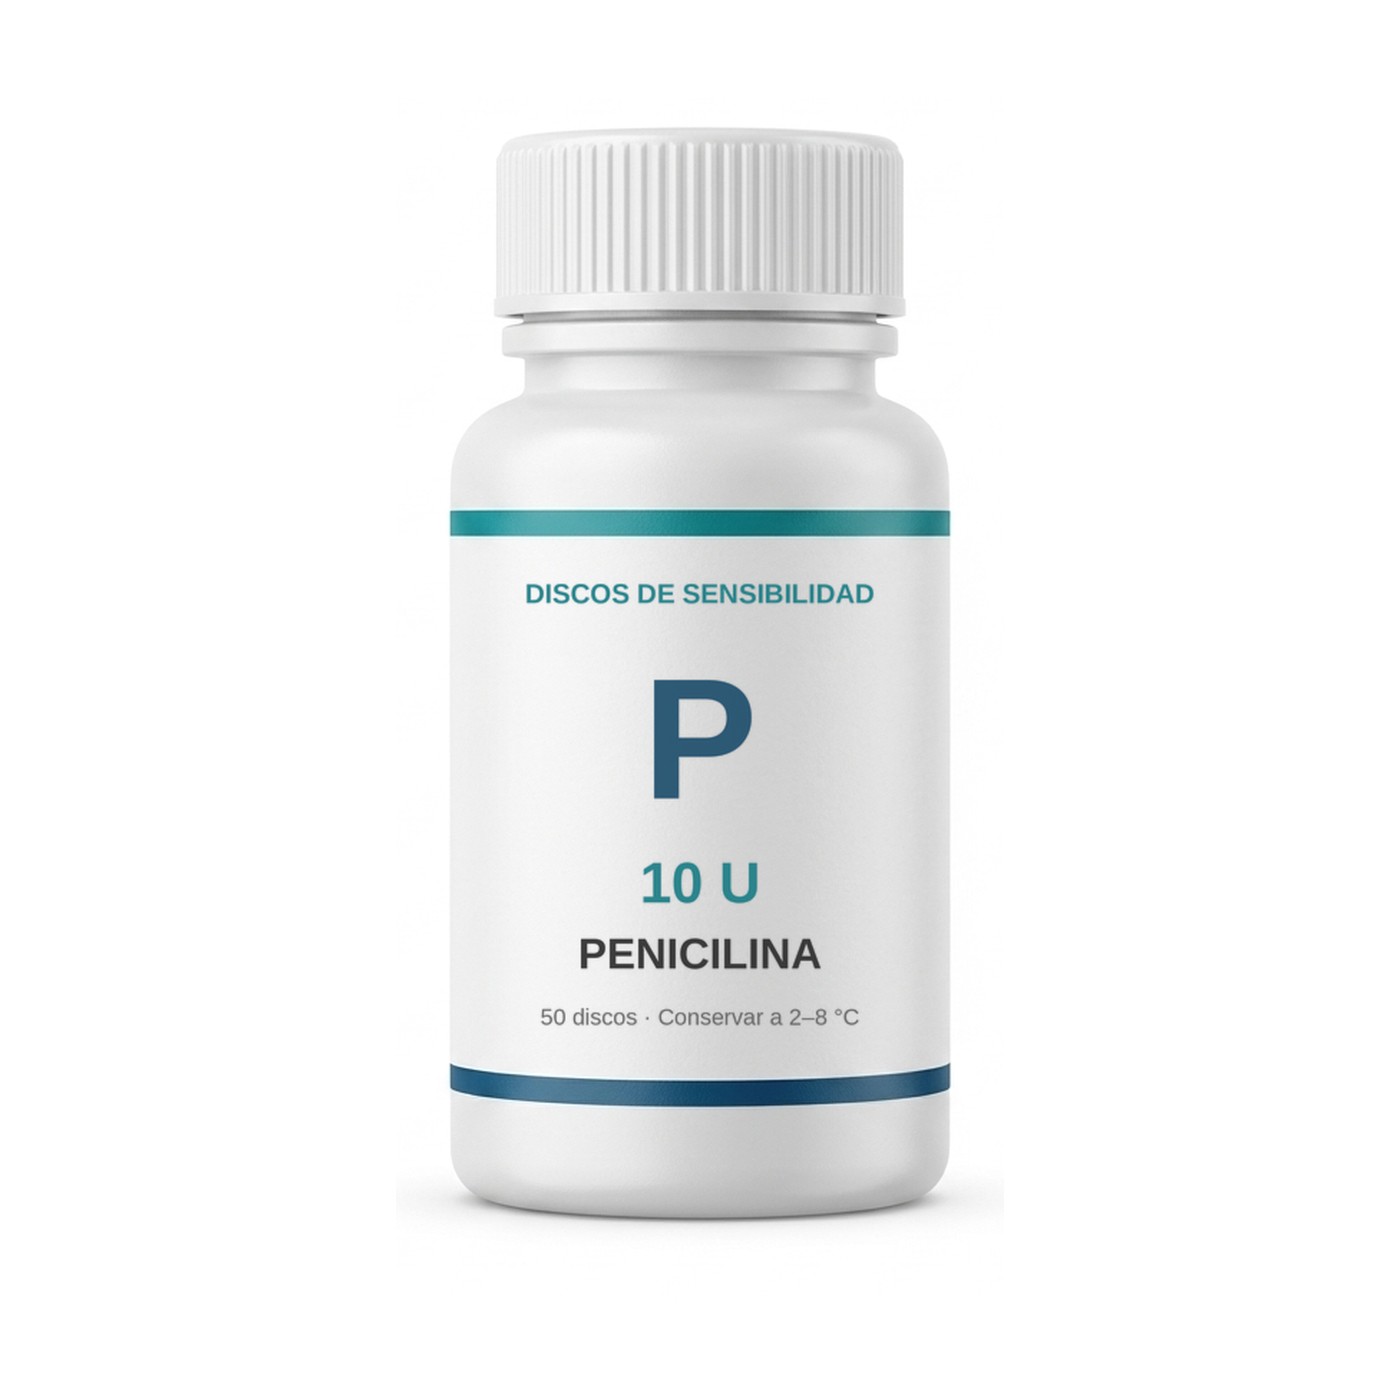 DISCOS DE SENSIBILIDAD
P
10 U
PENICILINA
50 discos · Conservar a 2–8 °C